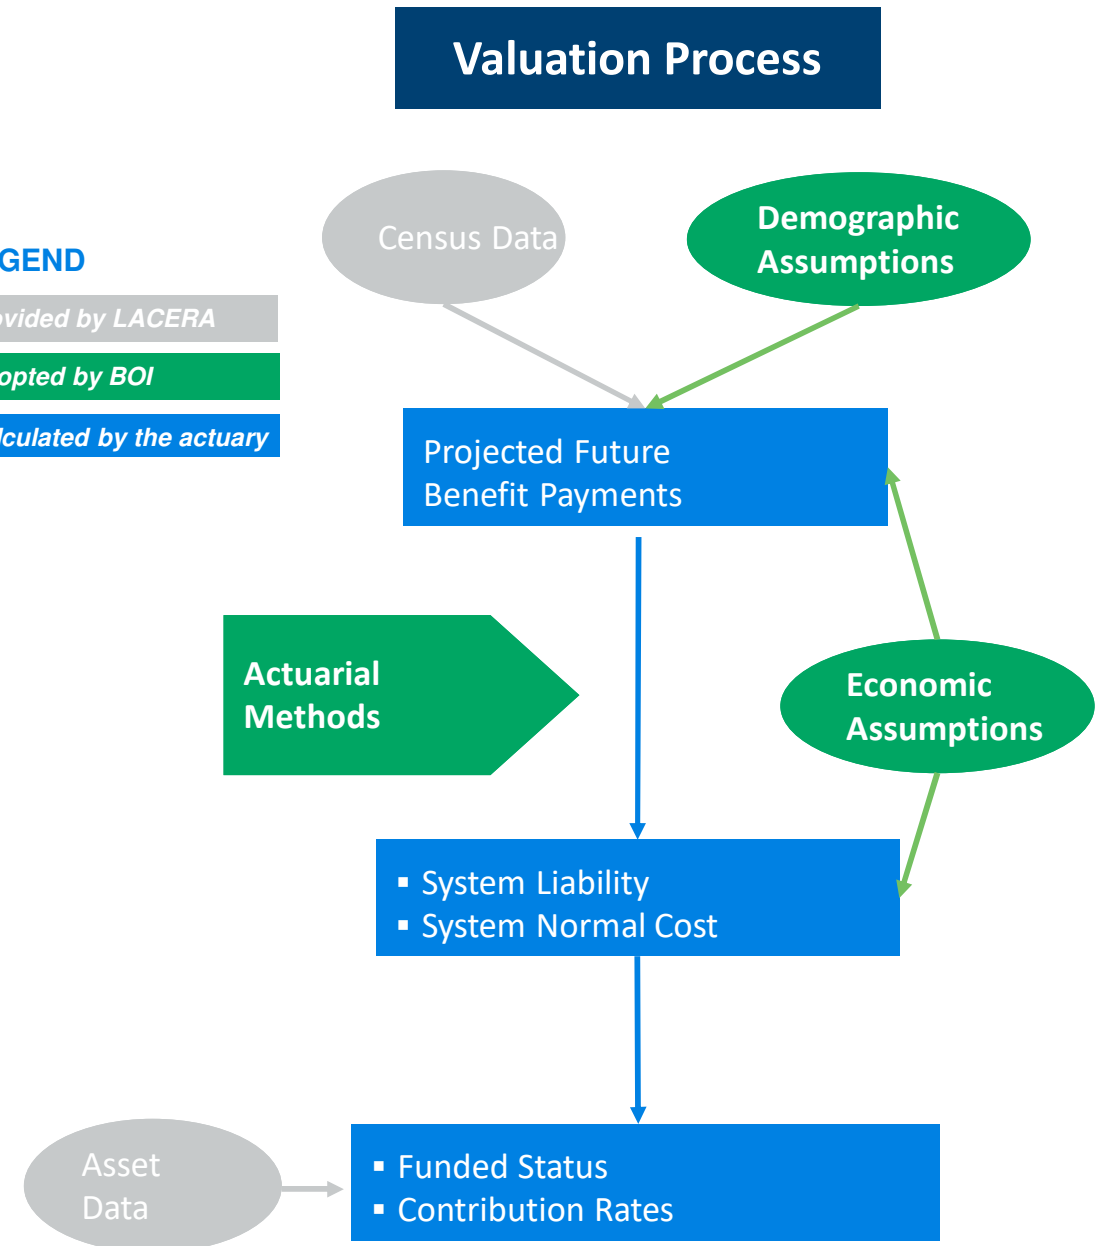 Valuation Process
Census Data
Demographic
Assumptions
GEND
vided by LACERA
opted by BOI
lculated by the actuary
Projected Future
Benefit Payments
Actuarial
Methods
Economic
Assumptions
▪ System Liability
▪ System Normal Cost
Asset
Data
▪ Funded Status
▪ Contribution Rates